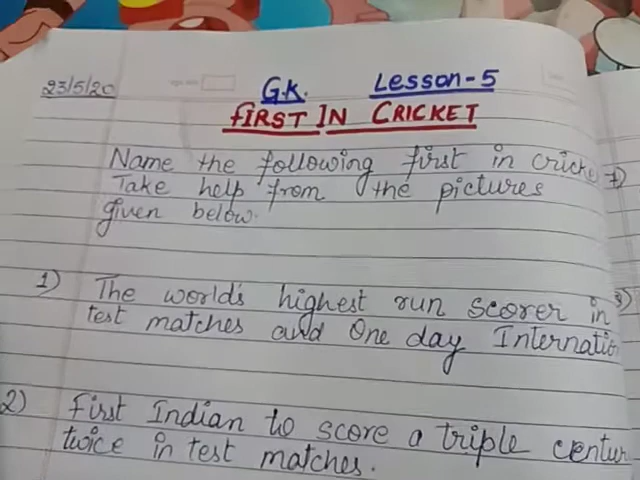 23/5/20
G.K. Lesson-5
FIRST IN CRICKET
Name the following first in cricke
Take help from the pictures
given below.
1) The world's highest run scorer in
test matches and One day Internatio
2) First Indian to score a triple centur
twice in test matches.
3)